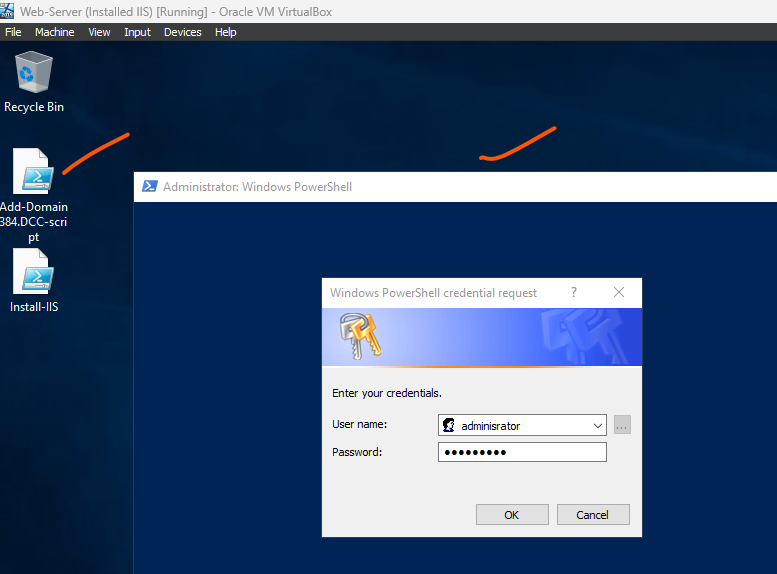 Web-Server (Installed IIS) [Running] - Oracle VM VirtualBox
File Machine View Input Devices Help
Recycle Bin
Add-Domain
384.DCC-scri
pt
Install-IIS
Administrator: Windows PowerShell
Windows PowerShell credential request ?
Enter your credentials.
User name: adminisrator ...
Password: •••••••••
OK Cancel